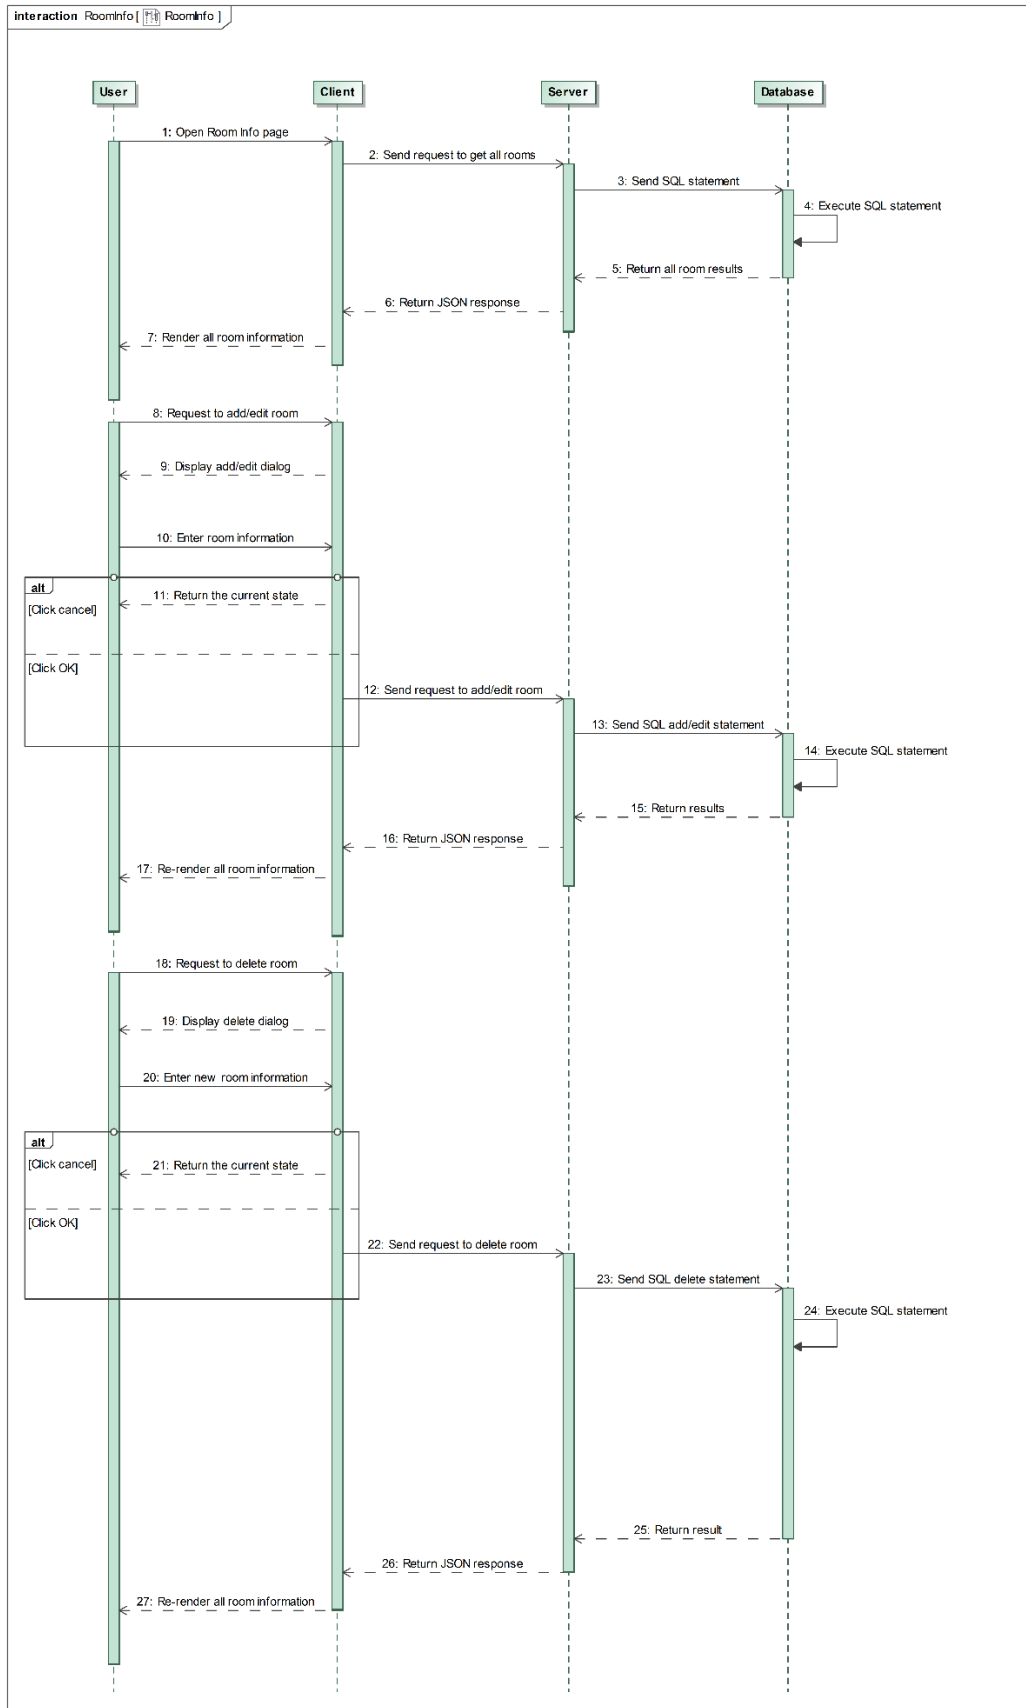 interaction RoomInfo [ RoomInfo ]
User
Client
Server
Database
1: Open Room Info page
2: Send request to get all rooms
3: Send SQL statement
4: Execute SQL statement
5: Return all room results
6: Return JSON response
7: Render all room information
8: Request to add/edit room
9: Display add/edit dialog
10: Enter room information
alt
11: Return the current state
[Click cancel]
[Click OK]
12: Send request to add/edit room
13: Send SQL add/edit statement
14: Execute SQL statement
15: Return results
16: Return JSON response
17: Re-render all room information
18: Request to delete room
19: Display delete dialog
20: Enter new room information
alt
[Click cancel]
21: Return the current state
[Click OK]
22: Send request to delete room
23: Send SQL delete statement
24: Execute SQL statement
25: Return result
26: Return JSON response
27: Re-render all room information